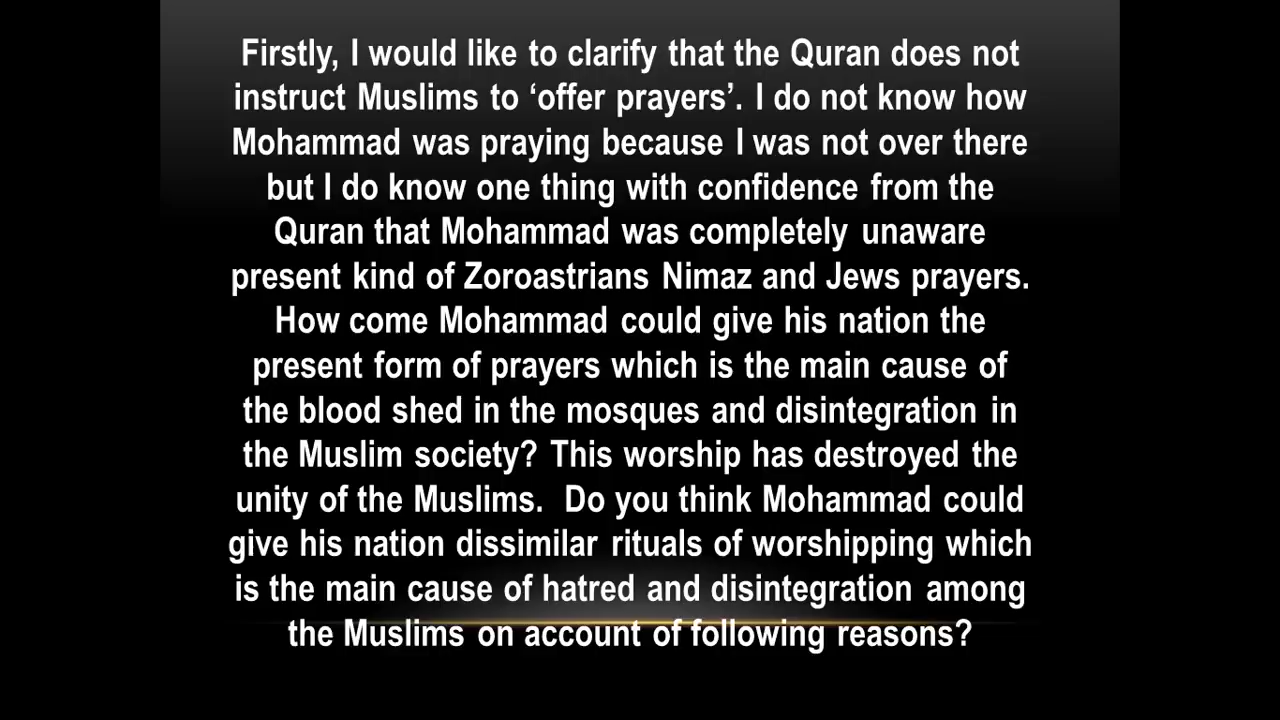 Firstly, I would like to clarify that the Quran does not
instruct Muslims to ‘offer prayers’. I do not know how
Mohammad was praying because I was not over there
but I do know one thing with confidence from the
Quran that Mohammad was completely unaware
present kind of Zoroastrians Nimaz and Jews prayers.
How come Mohammad could give his nation the
present form of prayers which is the main cause of
the blood shed in the mosques and disintegration in
the Muslim society? This worship has destroyed the
unity of the Muslims.  Do you think Mohammad could
give his nation dissimilar rituals of worshipping which
is the main cause of hatred and disintegration among
the Muslims on account of following reasons?